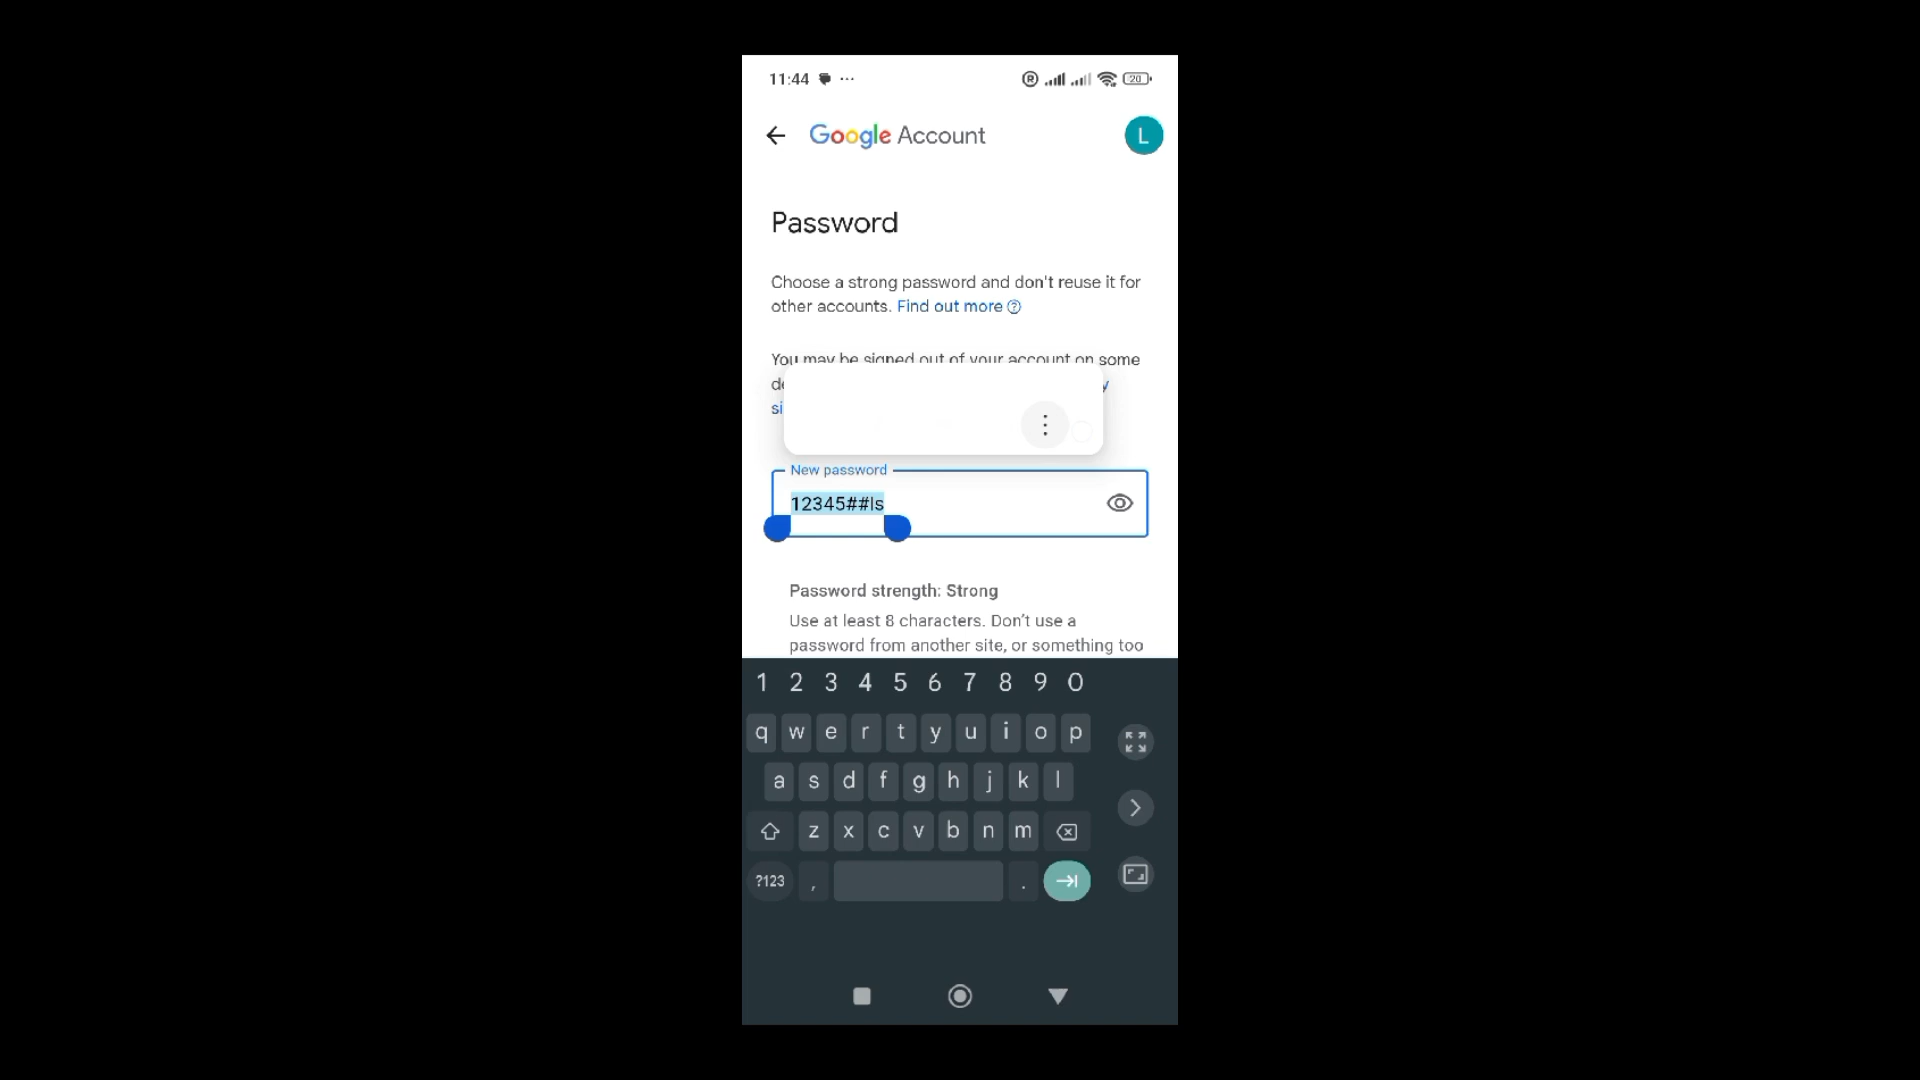 11:44
20
Google Account
L
Password
Choose a strong password and don't reuse it for
other accounts. Find out more
You may be signed out of your account on some
New password
12345##ls
Password strength: Strong
Use at least 8 characters. Don't use a
password from another site, or something too
1 2 3 4 5 6 7 8 9 0
q w e r t y u i o p
a s d f g h j k l
z x c v b n m
?123 , .